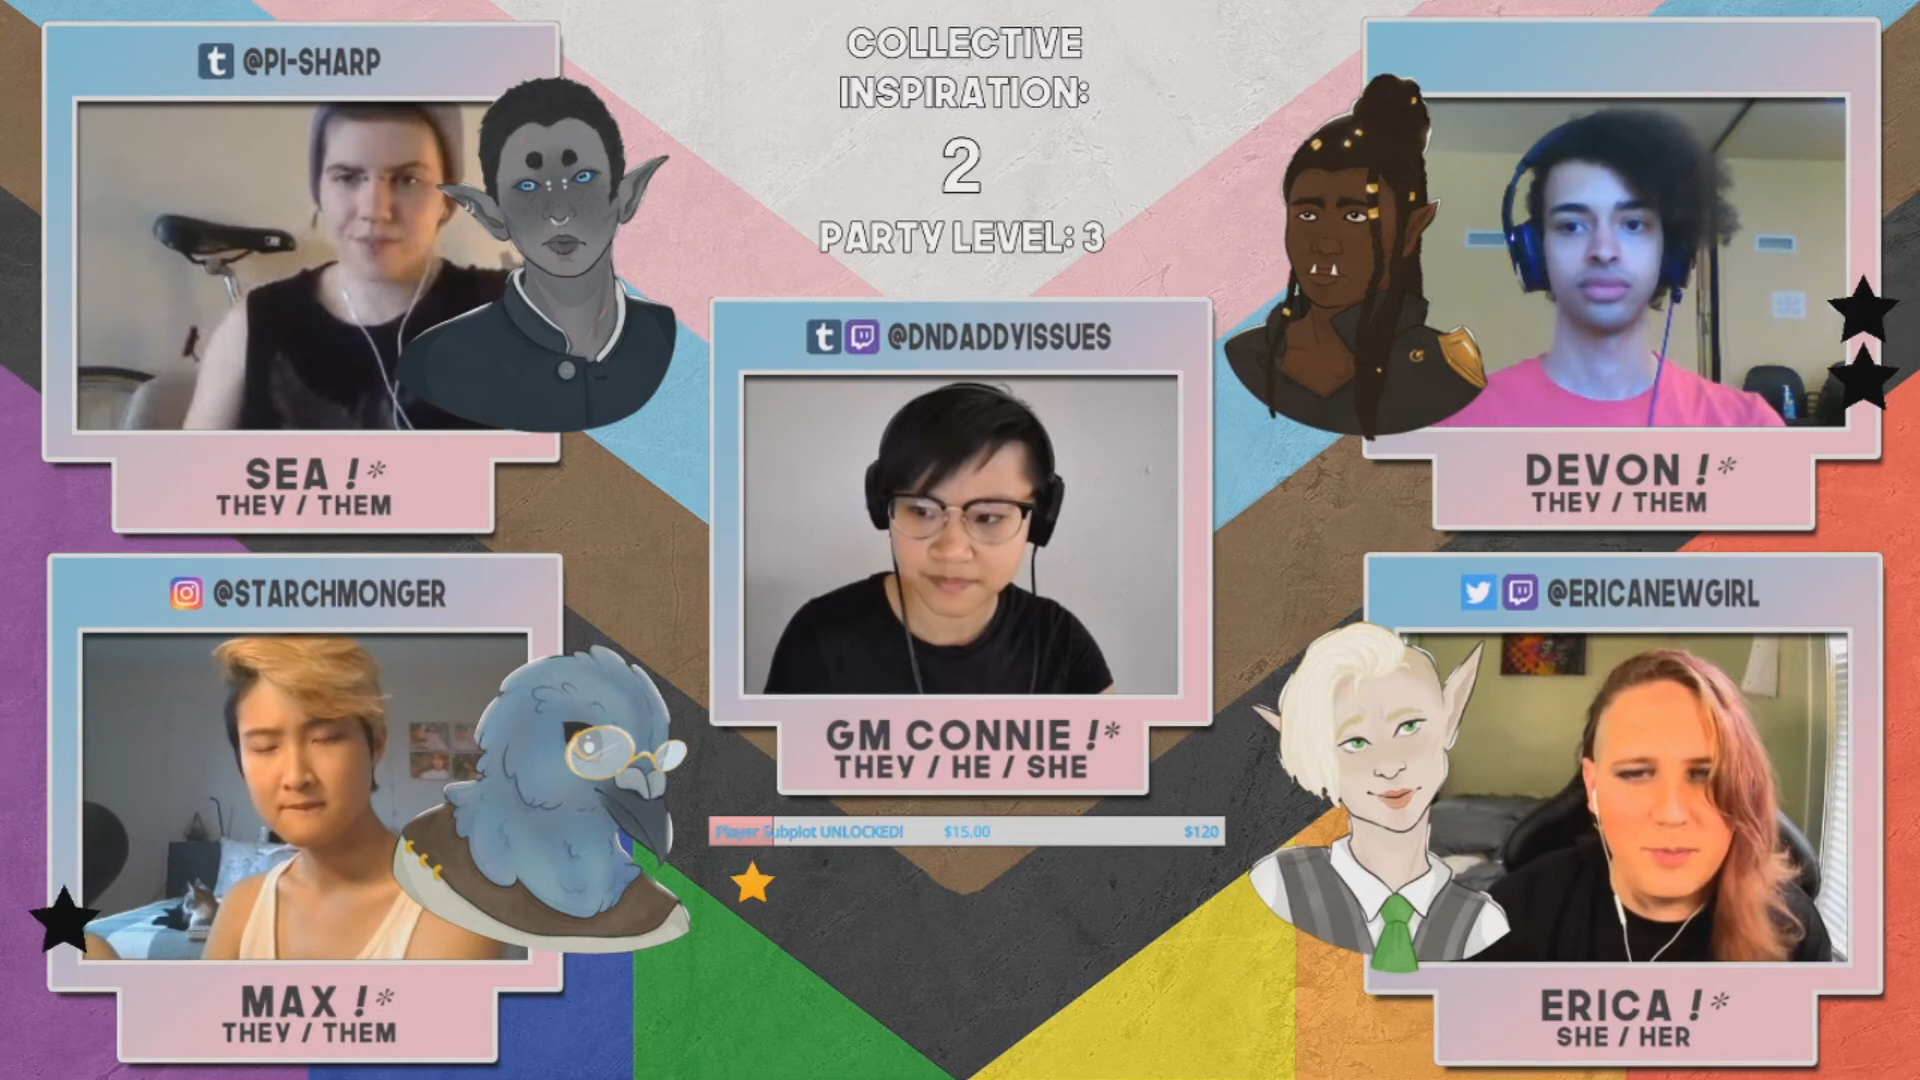 @PI-SHARP
SEA !*
THEY / THEM
COLLECTIVE
INSPIRATION:
2
PARTY LEVEL: 3
DEVON !*
THEY / THEM
@DNDADDYISSUES
GM CONNIE !*
THEY / HE / SHE
Player Subplot UNLOCKED! $15.00 $120
@STARCHMONGER
MAX !*
THEY / THEM
@ERICANEWGIRL
ERICA !*
SHE / HER